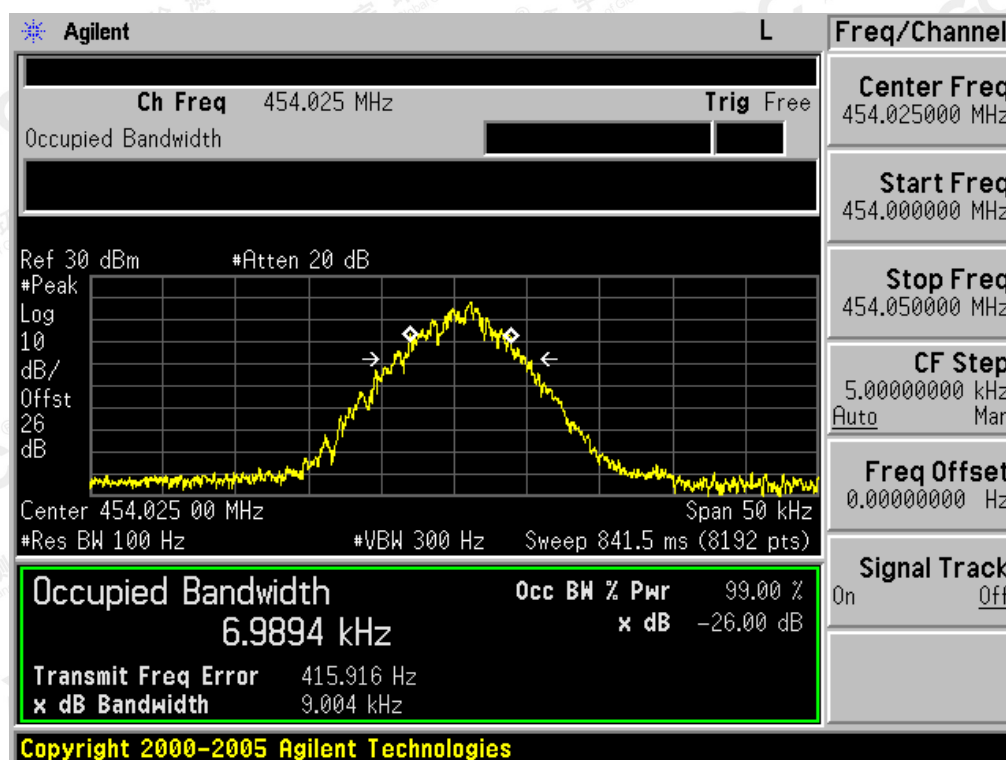 Agilent
L
Freq/Channel
Ch Freq 454.025 MHz
Trig Free
Occupied Bandwidth
Center Freq
454.025000 MHz
Start Freq
454.000000 MHz
Stop Freq
454.050000 MHz
CF Step
5.00000000 kHz
Auto Man
Freq Offset
0.00000000 Hz
Signal Track
On Off
Ref 30 dBm
#Atten 20 dB
#Peak
Log
10
dB/
Offst
26
dB
Center 454.025 00 MHz
Span 50 kHz
#Res BW 100 Hz
#VBW 300 Hz
Sweep 841.5 ms (8192 pts)
Occupied Bandwidth
6.9894 kHz
Occ BW % Pwr 99.00 %
x dB -26.00 dB
Transmit Freq Error 415.916 Hz
x dB Bandwidth 9.004 kHz
Copyright 2000-2005 Agilent Technologies